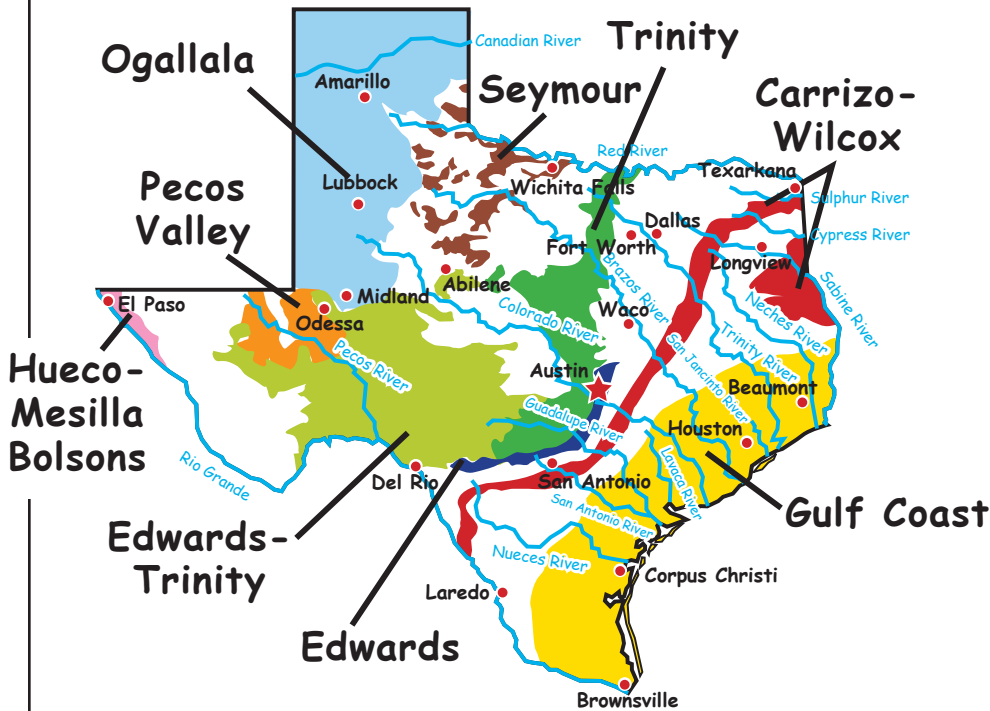 Trinity
Canadian River
Ogallala
Amarillo
Seymour
Carrizo-
Wilcox
Red River
Texarkana
Pecos
Valley
Lubbock
Wichita Falls
Sulphur River
Dallas
Cypress River
Fort Worth
Longview
Brazos River
Abilene
Sabine River
El Paso
Midland
Odessa
Colorado River
Waco
Neches River
Trinity River
San Jancinto River
Pecos River
Austin
Hueco-
Mesilla
Bolsons
Beaumont
Guadalupe River
Houston
Rio Grande
Del Rio
San Antonio
Lavaca River
San Antonio River
Gulf Coast
Edwards-
Trinity
Nueces River
Corpus Christi
Laredo
Edwards
Brownsville